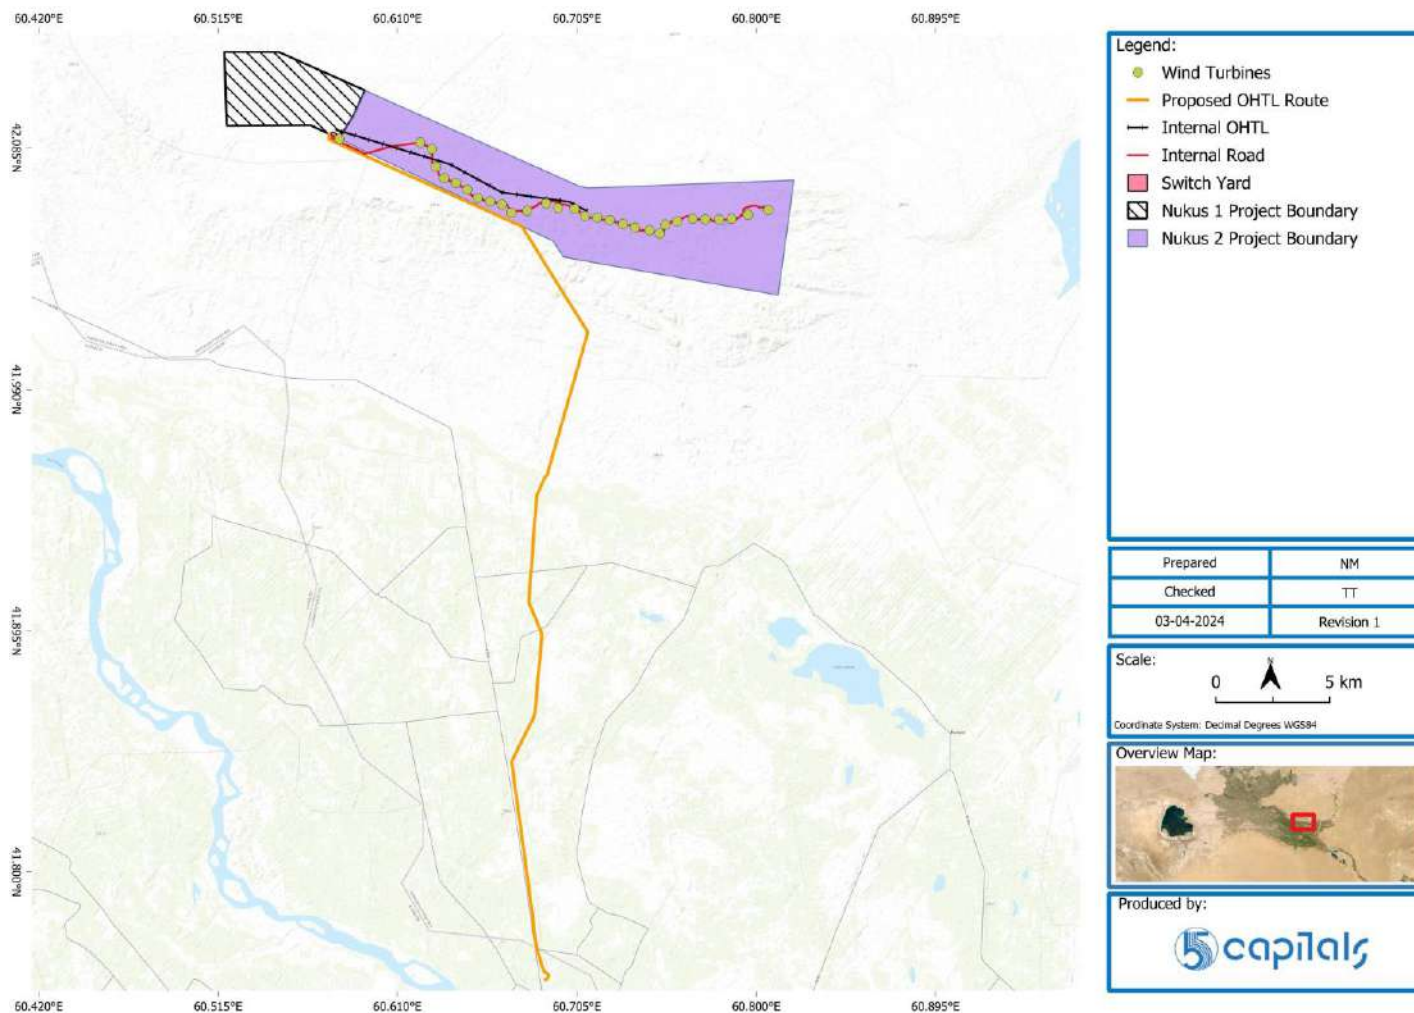 60.420°E 60.515°E 60.610°E 60.705°E 60.800°E 60.895°E
42.085°N
41.990°N
41.895°N
41.800°N
60.420°E 60.515°E 60.610°E 60.705°E 60.800°E 60.895°E
Legend:
Wind Turbines
Proposed OHTL Route
Internal OHTL
Internal Road
Switch Yard
Nukus 1 Project Boundary
Nukus 2 Project Boundary
Prepared NM
Checked TT
03-04-2024 Revision 1
Scale:
N
0 5 km
Coordinate System: Decimal Degrees WGS84
Overview Map:
Produced by:
5 capitals